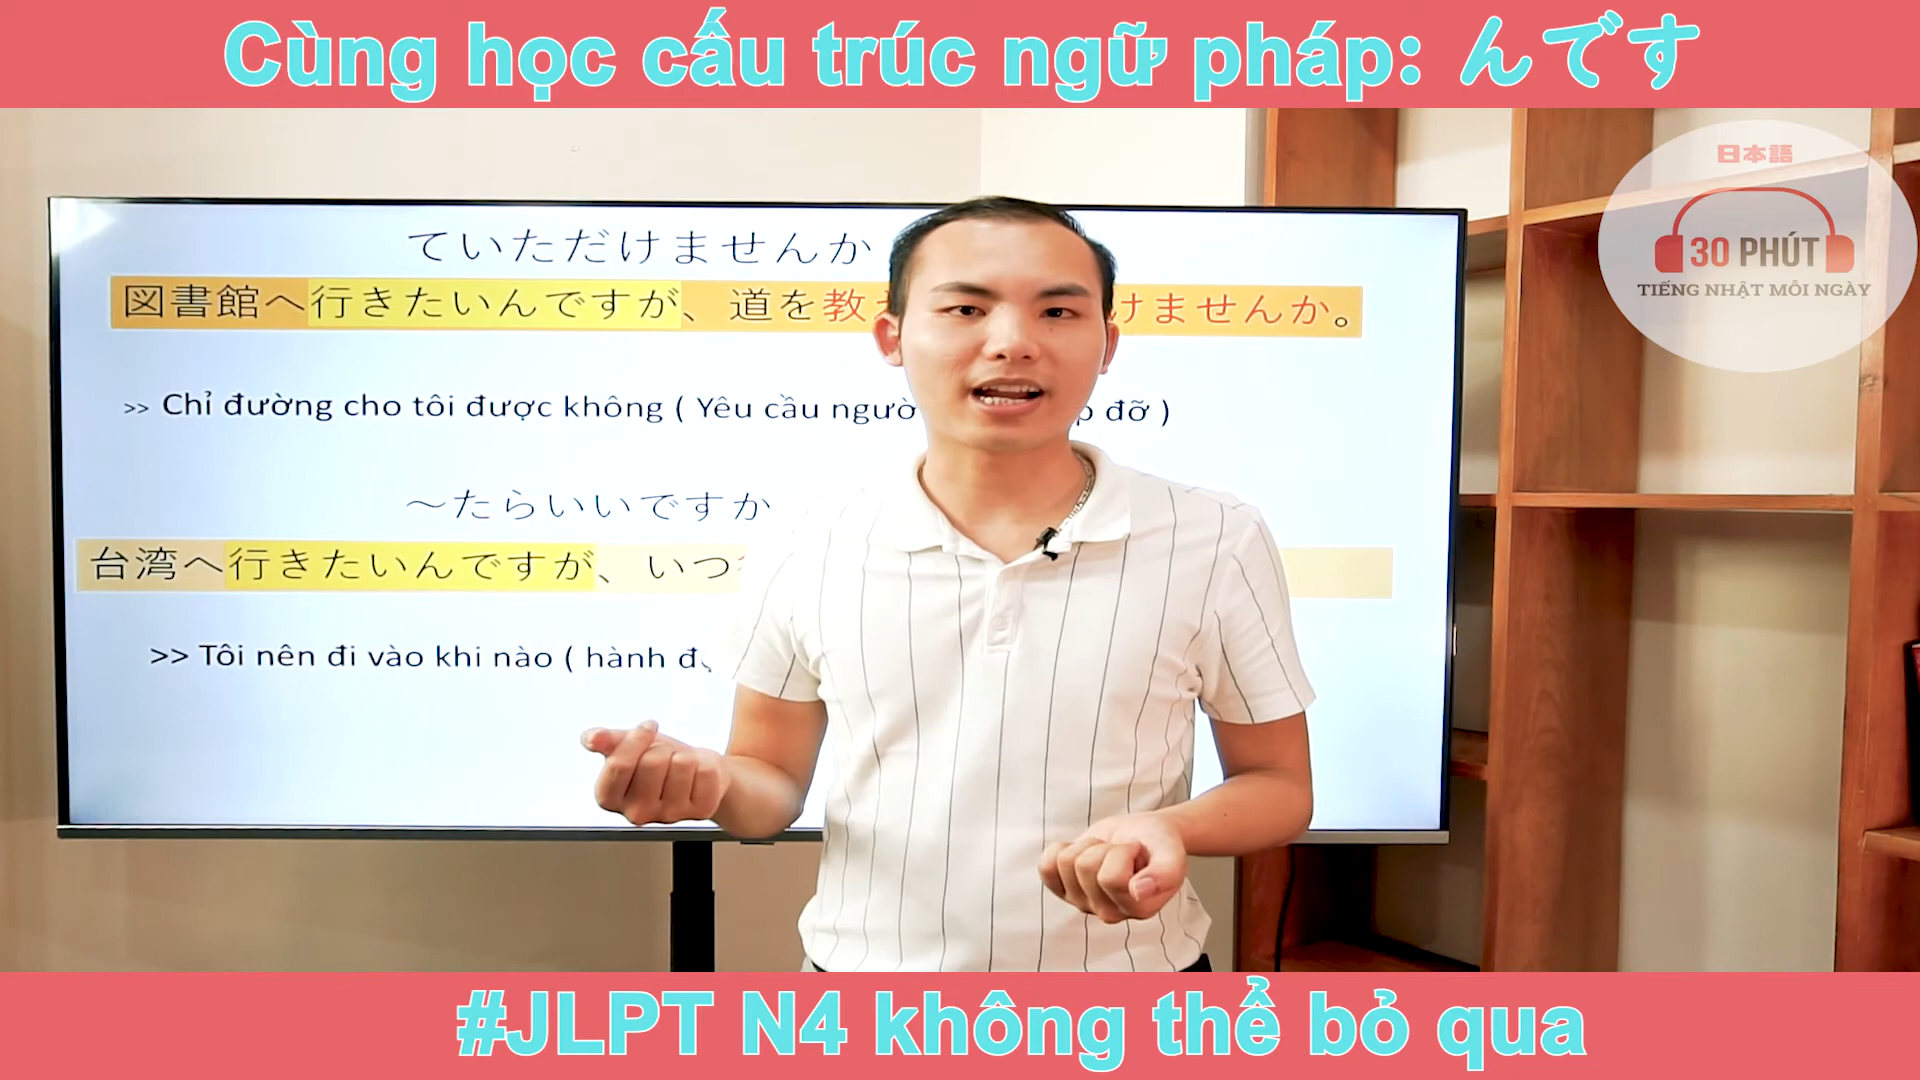 Cùng học cấu trúc ngữ pháp: んです
日本語
30 PHÚT
TIẾNG NHẬT MỖI NGÀY
ていただけませんか
図書館へ行きたいんですが、道を教 けませんか。
>> Chỉ đường cho tôi được không ( Yêu cầu đỡ )
～たらいいですか
台湾へ行きたいんですが、いつ
>> Tôi nên đi vào khi nào ( hành
#JLPT N4 không thể bỏ qua